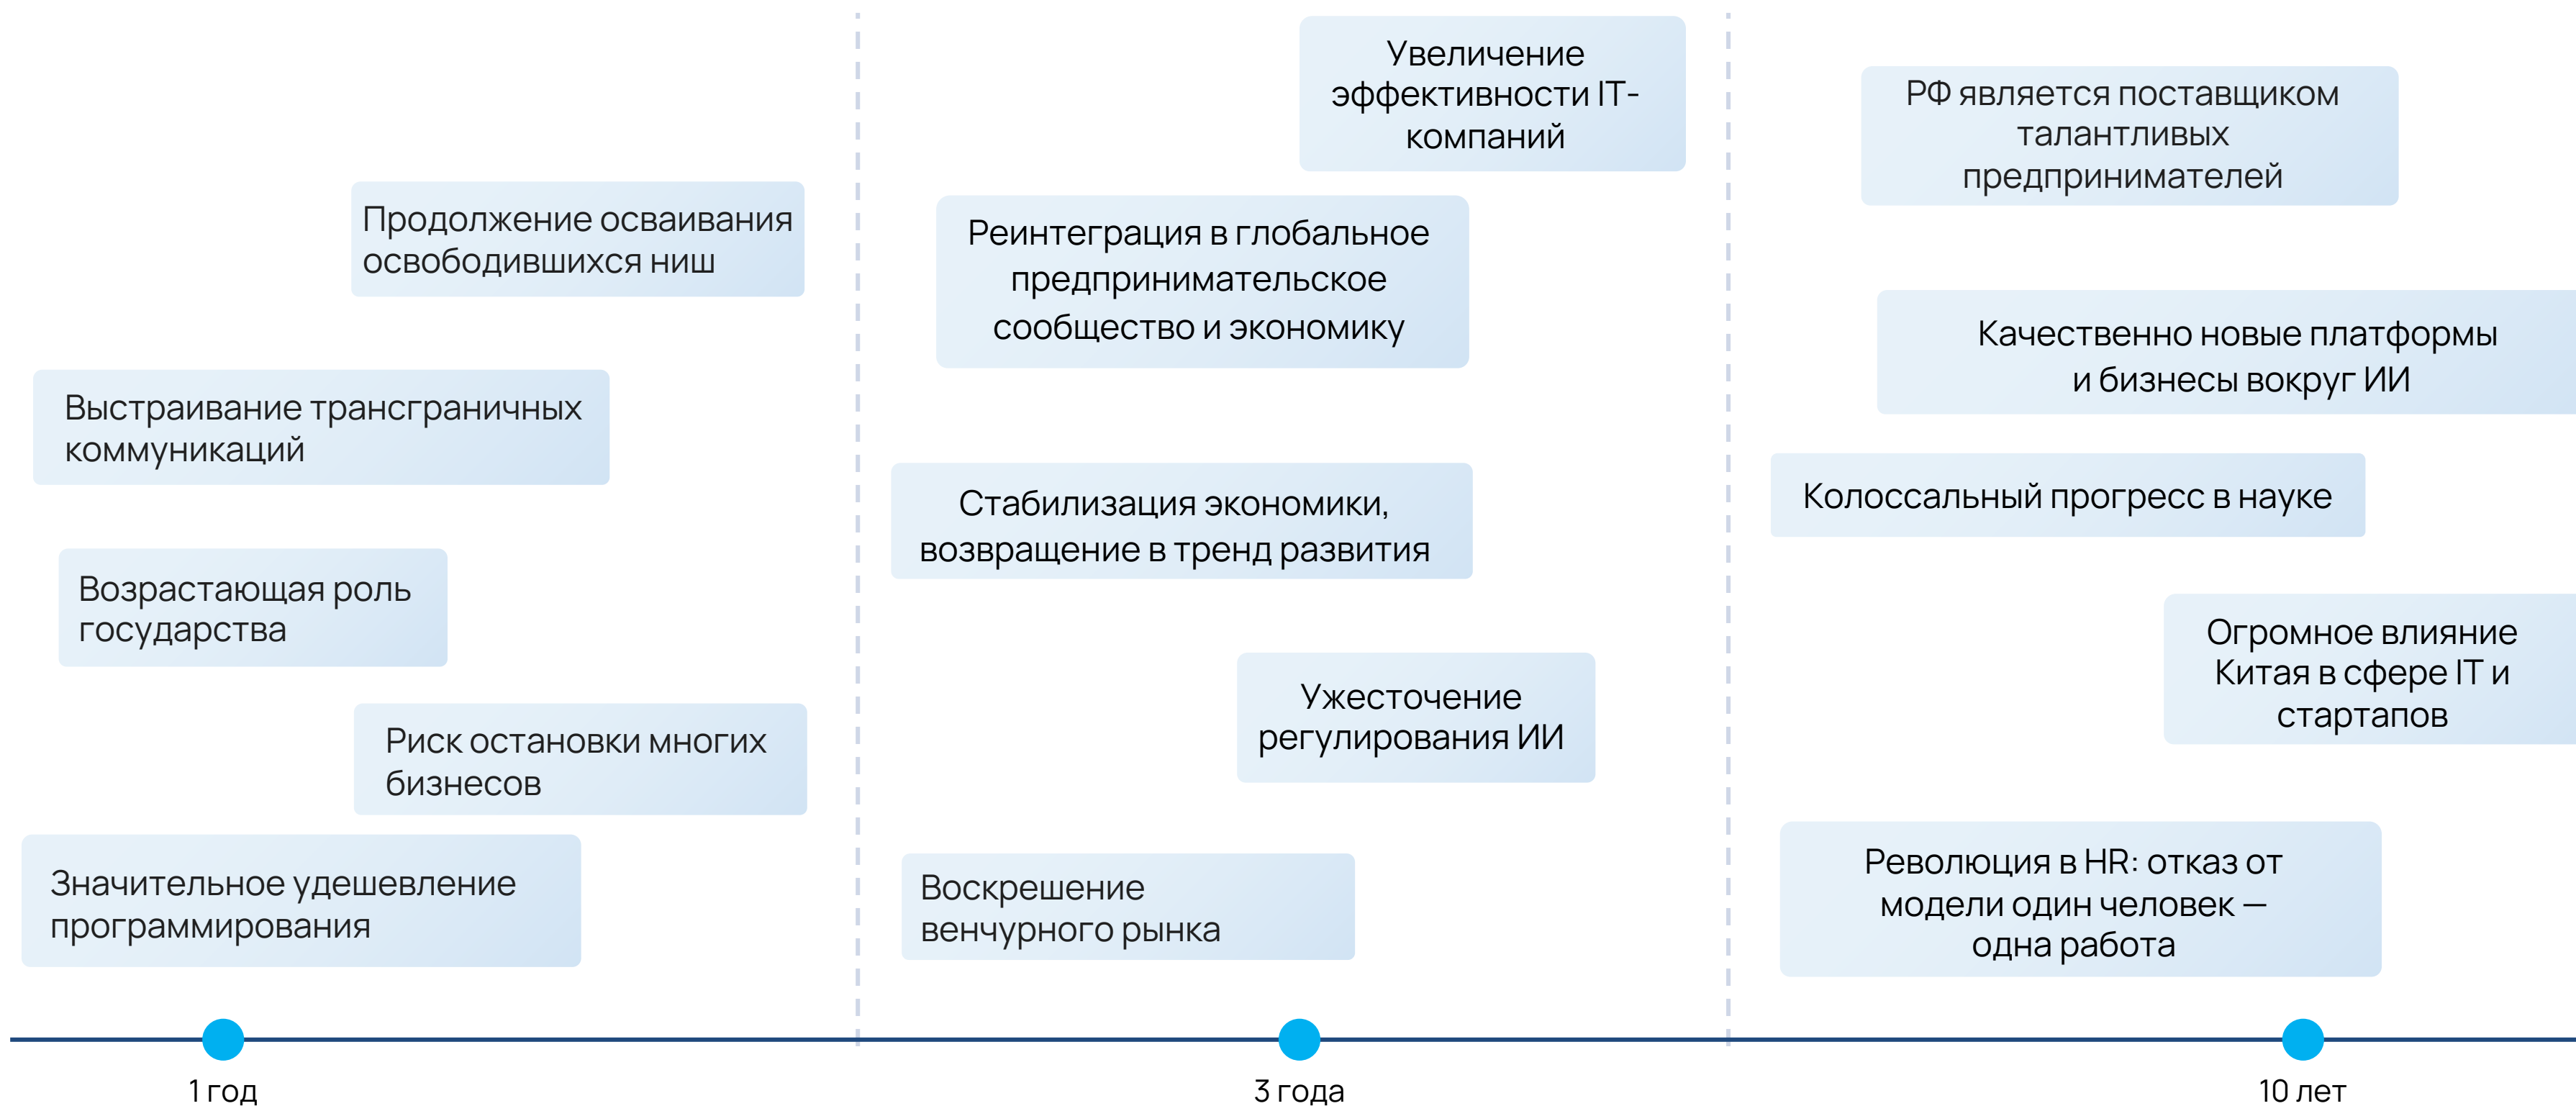 Продолжение осваивания
освободившихся ниш
Выстраивание трансграничных
коммуникаций
Возрастающая роль
государства
Риск остановки многих
бизнесов
Значительное удешевление
программирования
Увеличение
эффективности IT-
компаний
Реинтеграция в глобальное
предпринимательское
сообщество и экономику
Стабилизация экономики,
возвращение в тренд развития
Ужесточение
регулирования ИИ
Воскрешение
венчурного рынка
РФ является поставщиком
талантливых
предпринимателей
Качественно новые платформы
и бизнесы вокруг ИИ
Колоссальный прогресс в науке
Огромное влияние
Китая в сфере IT и
стартапов
Революция в HR: отказ от
модели один человек —
одна работа
1 год
3 года
10 лет